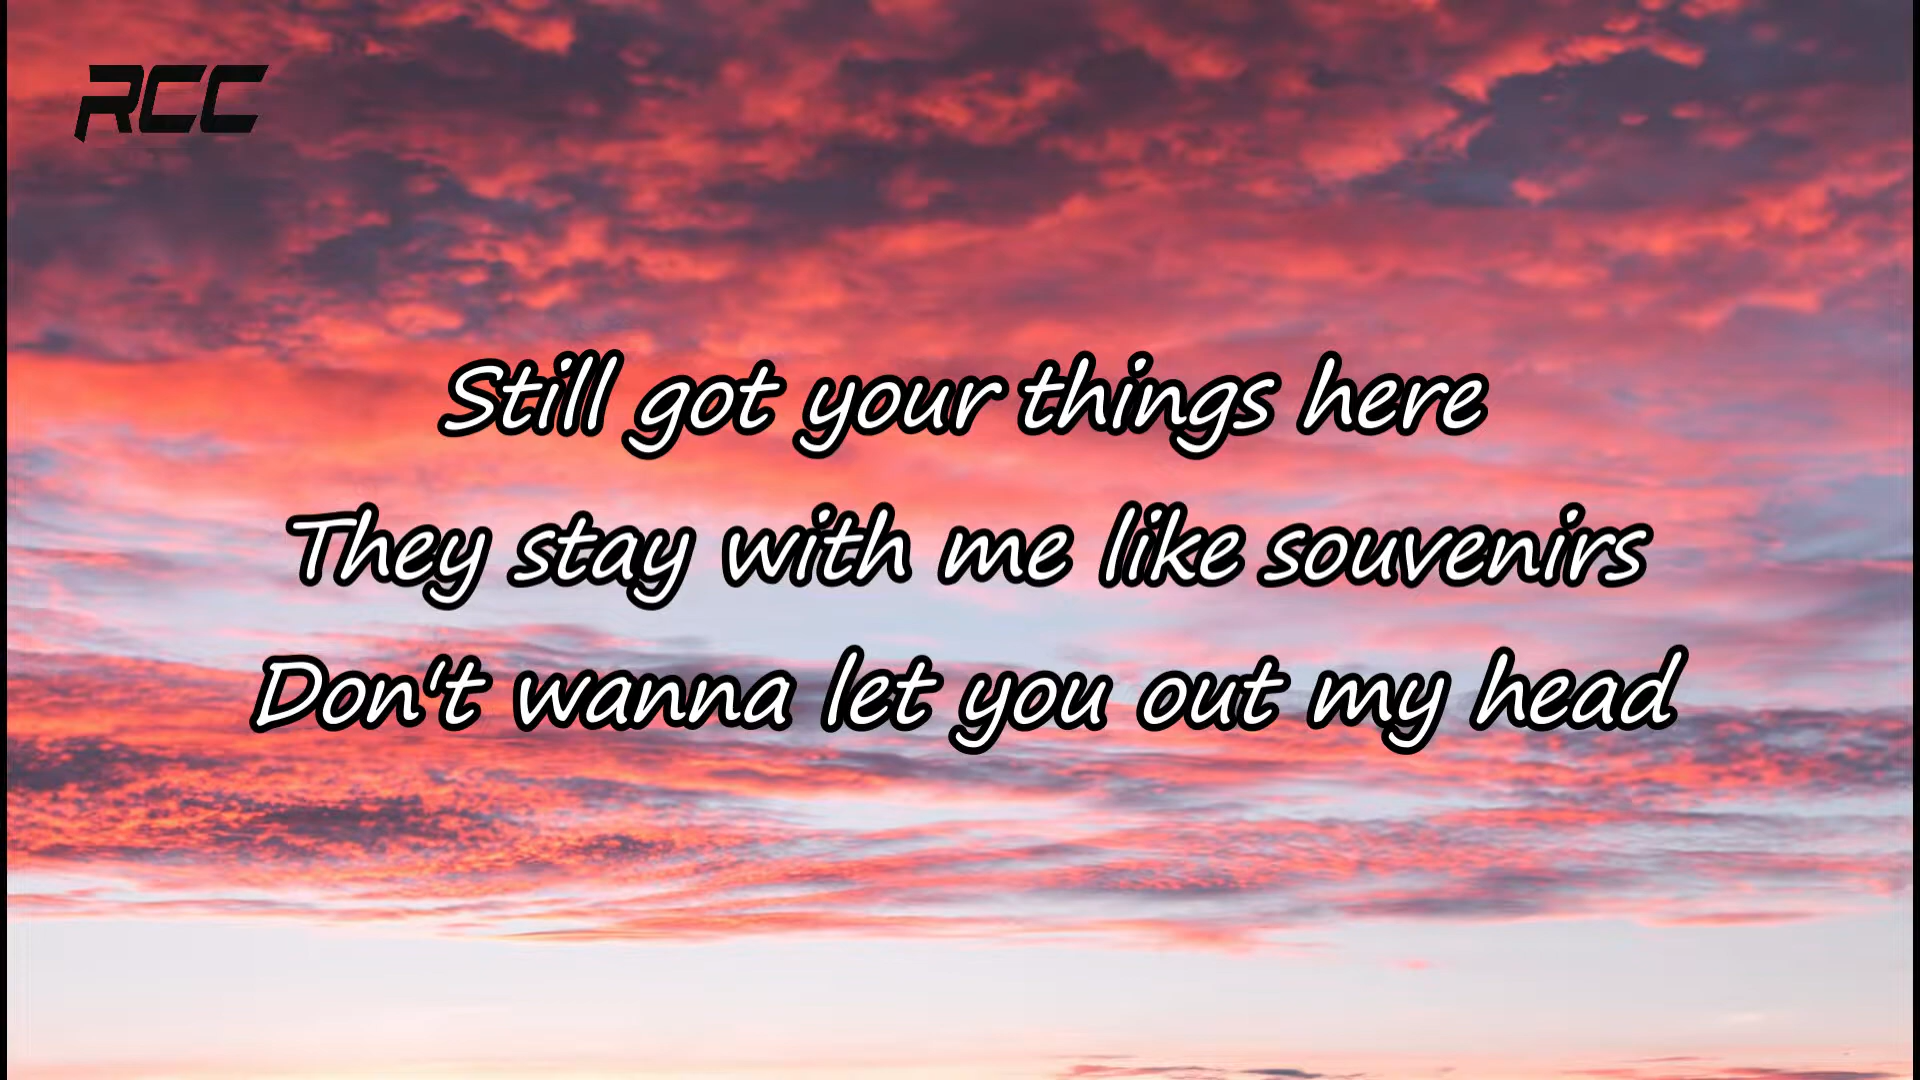 RCC
Still got your things here
They stay with me like souvenirs
Don't wanna let you out my head